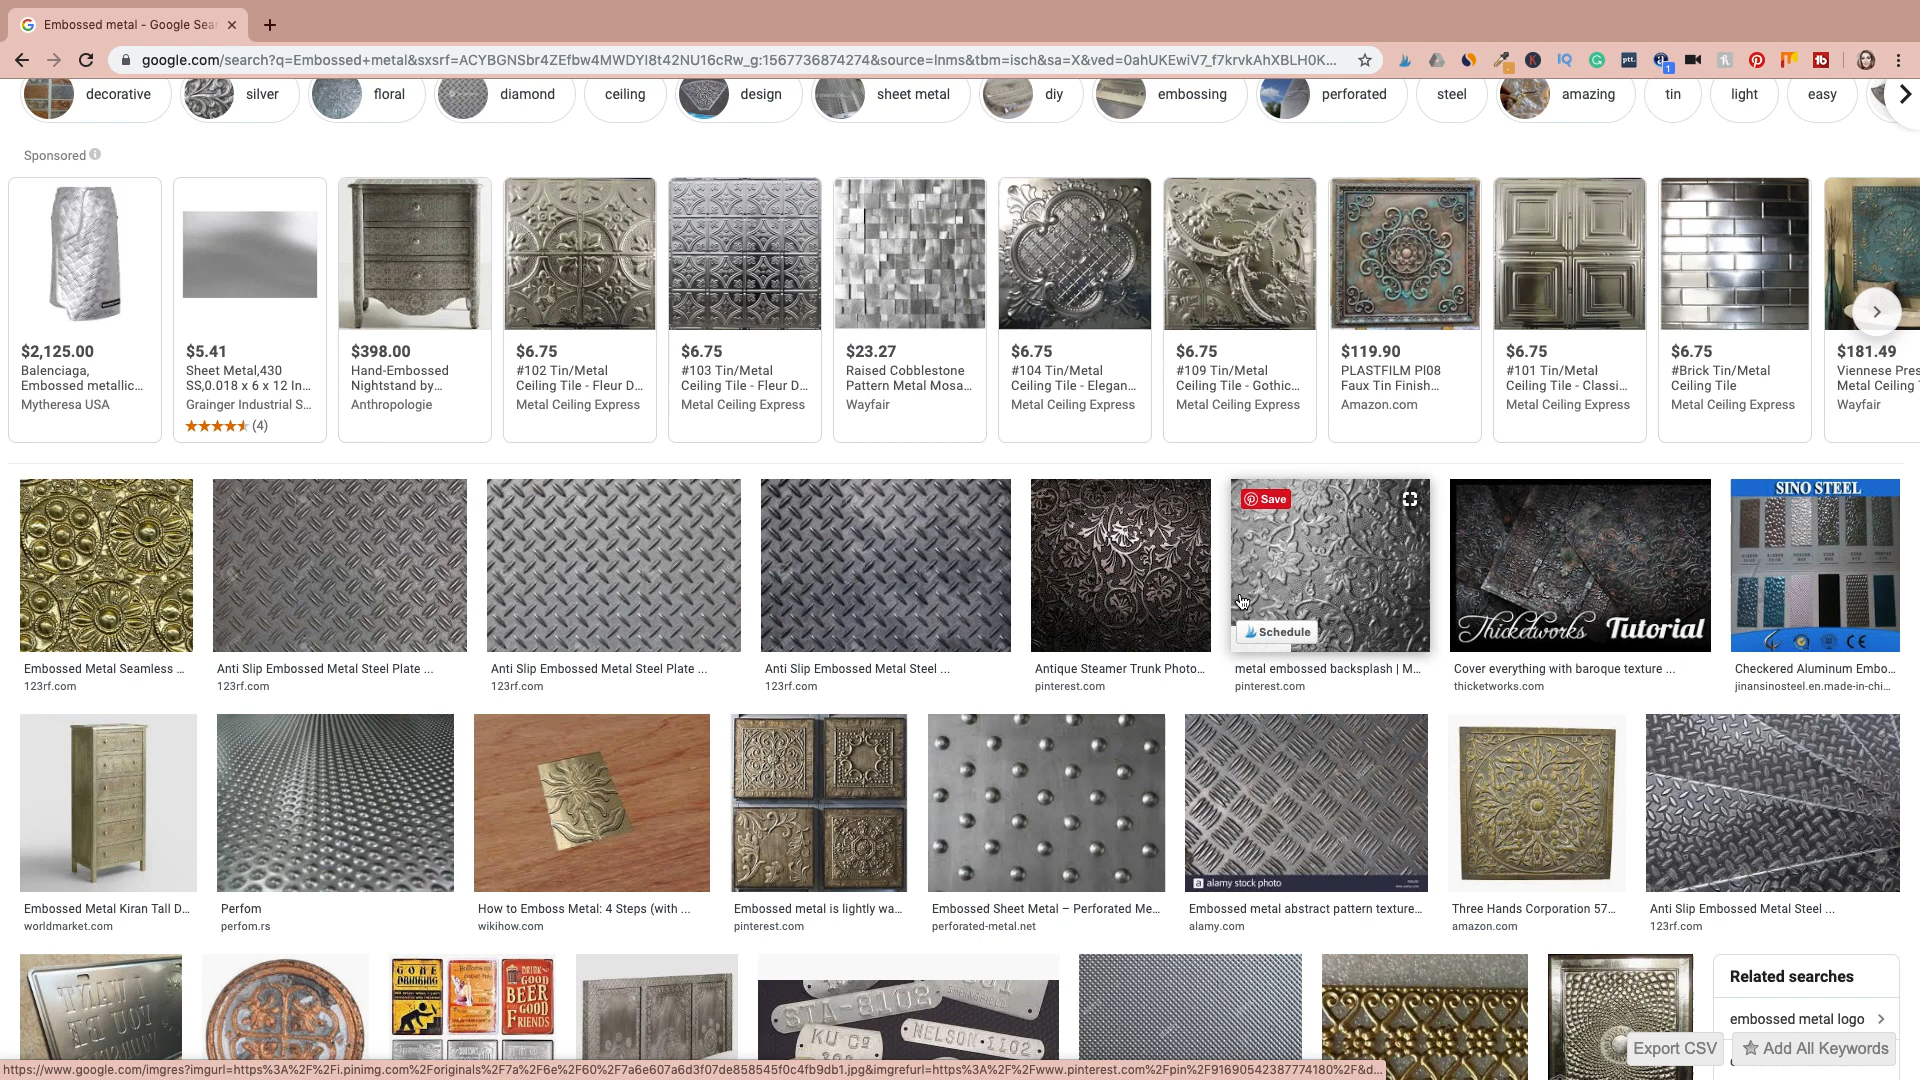 Embossed metal - Google Sea
google.com/search?q=Embossed+metal&sxsrf=ACYBGNSbr4ZEfbw4MWDYI8t42NU16cRw_g:1567736874274&source=lnms&tbm=isch&sa=X&ved=0ahUKEwiV7_f7krvkAhXBLH0K...
decorative
silver
floral
diamond
ceiling
design
sheet metal
diy
embossing
perforated
steel
amazing
tin
light
easy
Sponsored
$2,125.00
Balenciaga,
Embossed metallic...
Mytheresa USA
$5.41
Sheet Metal,430
SS,0.018 x 6 x 12 In...
Grainger Industrial S...
(4)
$398.00
Hand-Embossed
Nightstand by...
Anthropologie
$6.75
#102 Tin/Metal
Ceiling Tile - Fleur D...
Metal Ceiling Express
$6.75
#103 Tin/Metal
Ceiling Tile - Fleur D...
Metal Ceiling Express
$23.27
Raised Cobblestone
Pattern Metal Mosa...
Wayfair
$6.75
#104 Tin/Metal
Ceiling Tile - Elegan...
Metal Ceiling Express
$6.75
#109 Tin/Metal
Ceiling Tile - Gothic...
Metal Ceiling Express
$119.90
PLASTFILM Pl08
Faux Tin Finish...
Amazon.com
$6.75
#101 Tin/Metal
Ceiling Tile - Classi...
Metal Ceiling Express
$6.75
#Brick Tin/Metal
Ceiling Tile
Metal Ceiling Express
$181.49
Viennese Pres
Metal Ceiling
Wayfair
Save
Schedule
Thicketworks Tutorial
SINO STEEL
Embossed Metal Seamless ...
123rf.com
Anti Slip Embossed Metal Steel Plate ...
123rf.com
Anti Slip Embossed Metal Steel Plate ...
123rf.com
Anti Slip Embossed Metal Steel ...
123rf.com
Antique Steamer Trunk Photo...
pinterest.com
metal embossed backsplash | M...
pinterest.com
Cover everything with baroque texture ...
thicketworks.com
Checkered Aluminum Embo...
jinansinosteel.en.made-in-chi...
a alamy stock photo
Embossed Metal Kiran Tall D...
worldmarket.com
Perfom
perfom.rs
How to Emboss Metal: 4 Steps (with ...
wikihow.com
Embossed metal is lightly wa...
pinterest.com
Embossed Sheet Metal – Perforated Me...
perforated-metal.net
Embossed metal abstract pattern texture...
alamy.com
Three Hands Corporation 57...
amazon.com
Anti Slip Embossed Metal Steel ...
123rf.com
GONE
DRINKING
DRINK
GOOD
BEER
GOOD
FRIENDS
STA-8102
KU Co
NELSON-1102
Related searches
embossed metal logo
Export CSV
Add All Keywords
https://www.google.com/imgres?imgurl=https%3A%2F%2Fi.pinimg.com%2Foriginals%2F7a%2F6e%2F60%2F7a6e607a6d3f07de858545f0c4fb9db1.jpg&imgrefurl=https%3A%2F%2Fwww.pinterest.com%2Fpin%2F91690542387774180%2F&d...